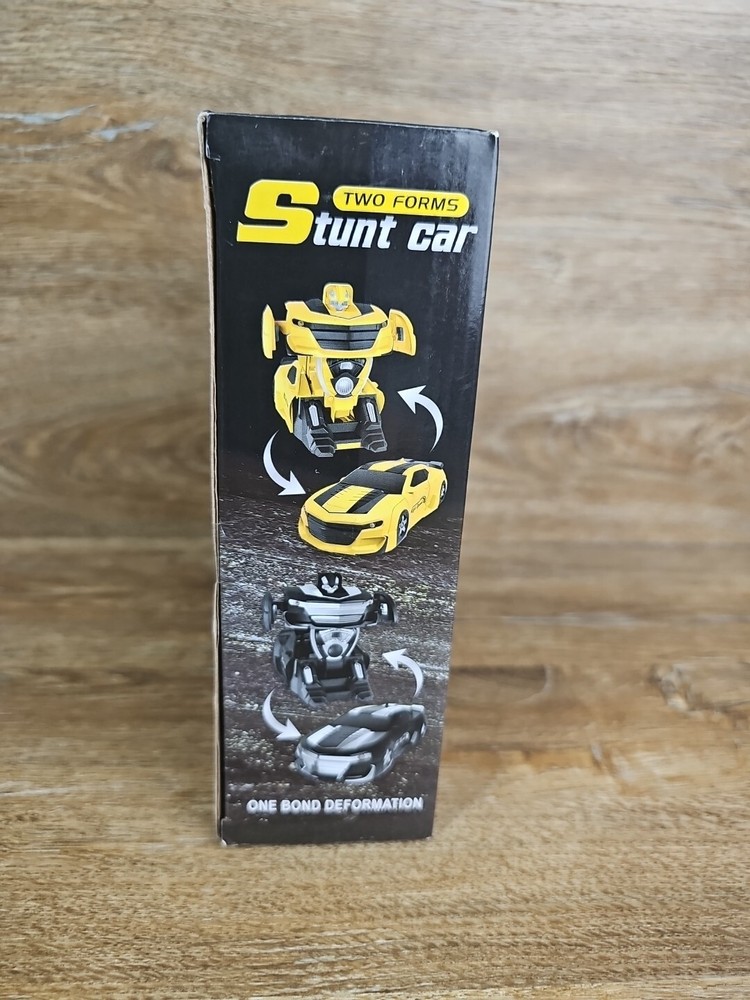 TWO FORMS
Stunt car
ONE BOND DEFORMATION